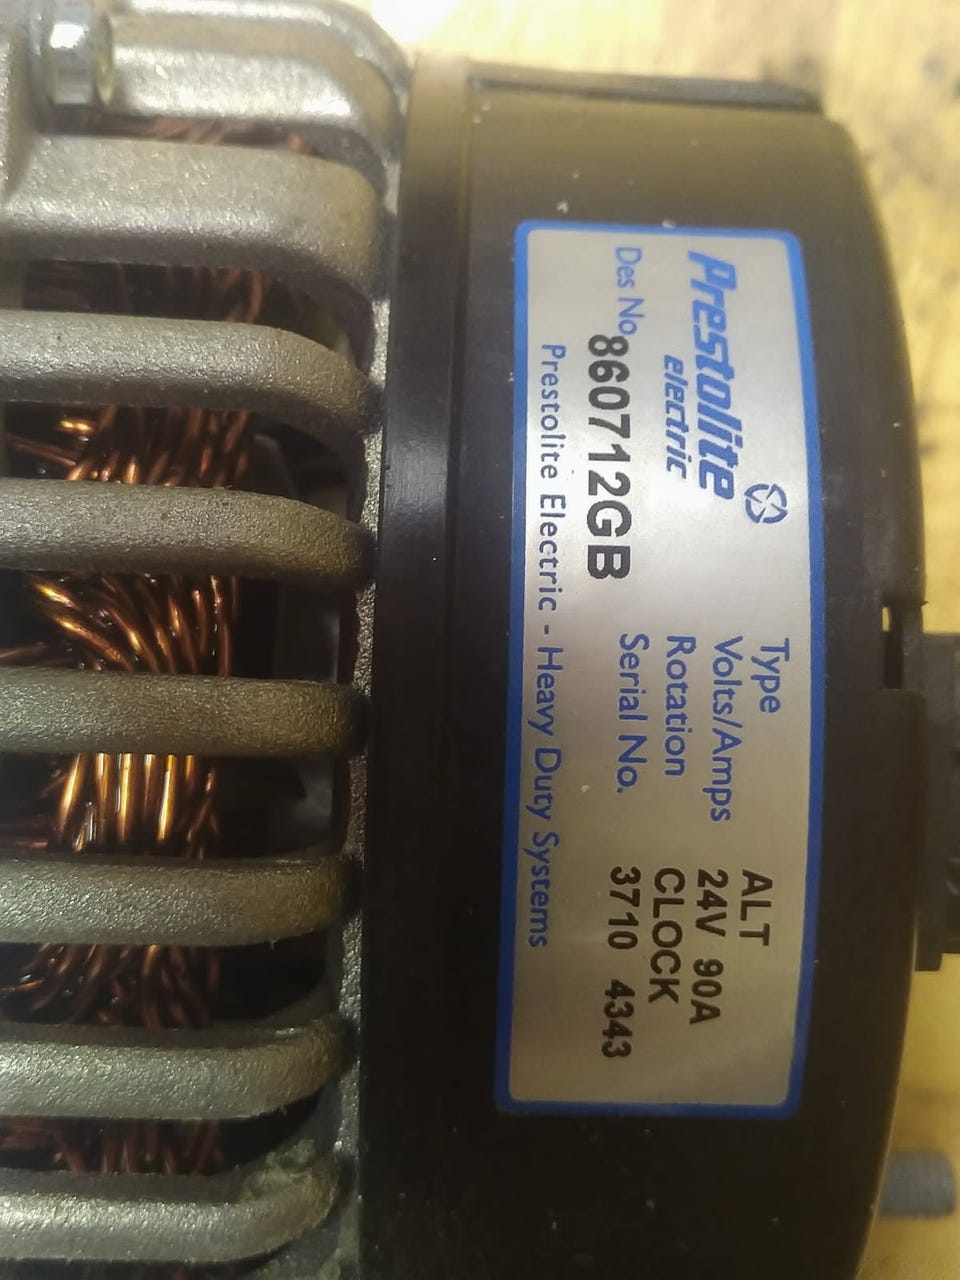 Prestolite
electric
Des No. 860712GB
Type ALT
Volts/Amps 24V 90A
Rotation CLOCK
Serial No. 3710 4343
Prestolite Electric - Heavy Duty Systems